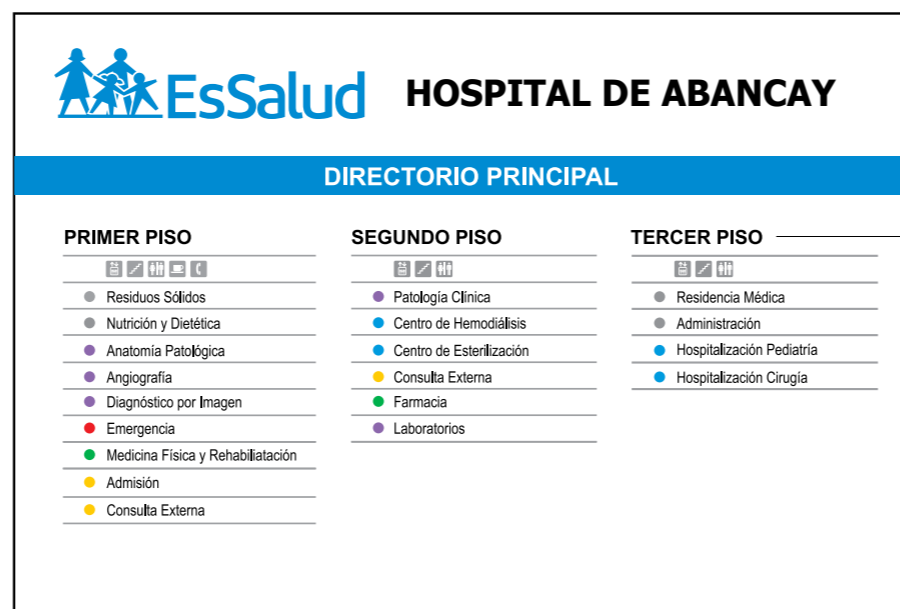 EsSalud
HOSPITAL DE ABANCAY
DIRECTORIO PRINCIPAL
PRIMER PISO
Residuos Sólidos
Nutrición y Dietética
Anatomía Patológica
Angiografía
Diagnóstico por Imagen
Emergencia
Medicina Física y Rehabiliatación
Admisión
Consulta Externa
SEGUNDO PISO
Patología Clínica
Centro de Hemodiálisis
Centro de Esterilización
Consulta Externa
Farmacia
Laboratorios
TERCER PISO
Residencia Médica
Administración
Hospitalización Pediatría
Hospitalización Cirugía